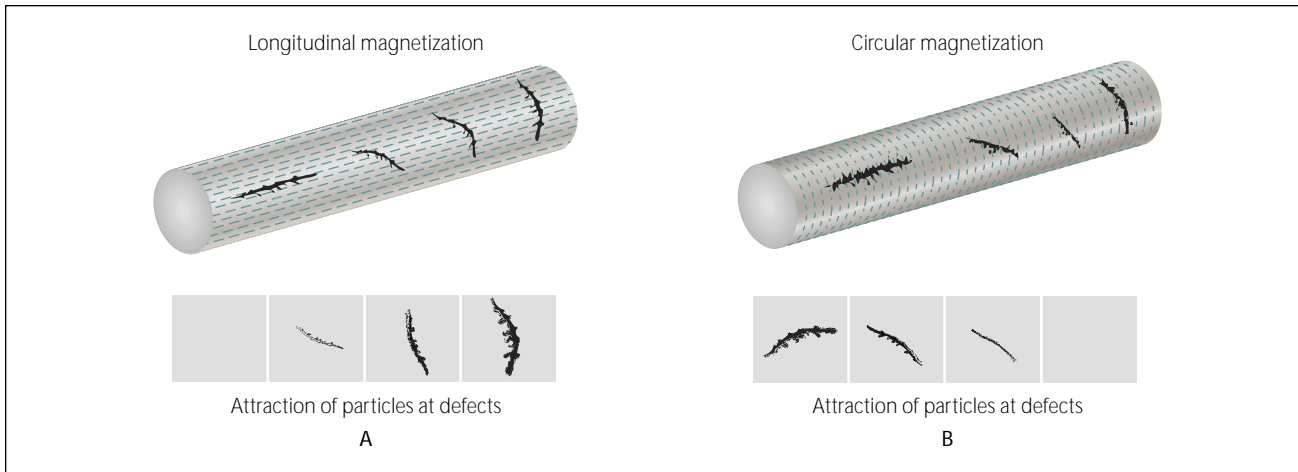 Longitudinal magnetization
Circular magnetization
Attraction of particles at defects
Attraction of particles at defects
A
B